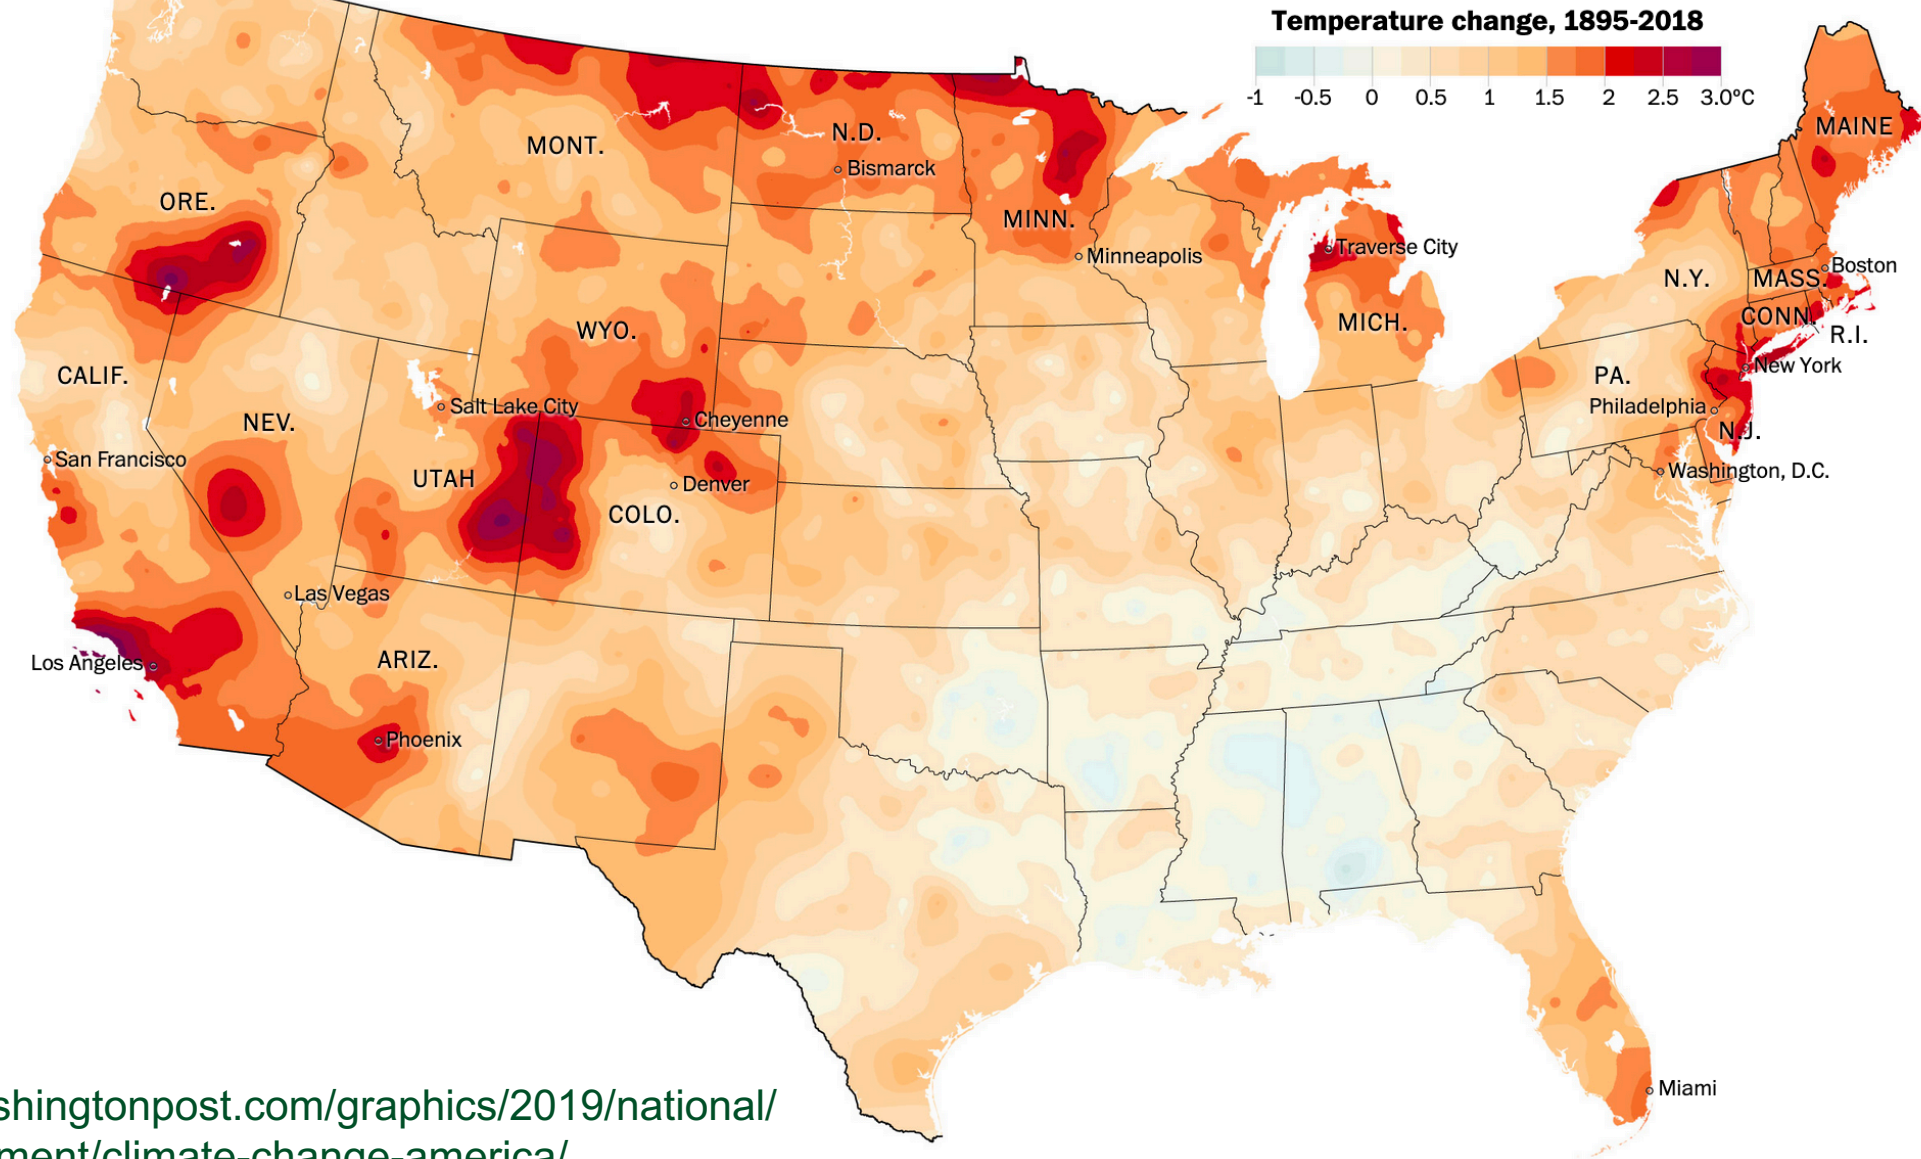 Temperature change, 1895-2018
-1 -0.5 0 0.5 1 1.5 2 2.5 3.0°C
MAINE
N.D.
MONT.
Bismarck
ORE.
MINN.
Traverse City
Minneapolis
Boston
N.Y.
MASS.
CONN.
MICH.
WYO.
R.I.
New York
CALIF.
PA.
Salt Lake City
Philadelphia
Cheyenne
NEV.
N.J.
San Francisco
Washington, D.C.
UTAH
Denver
COLO.
Las Vegas
Los Angeles
ARIZ.
Phoenix
Miami
shingtonpost.com/graphics/2019/national/
ment/climate-change-america/